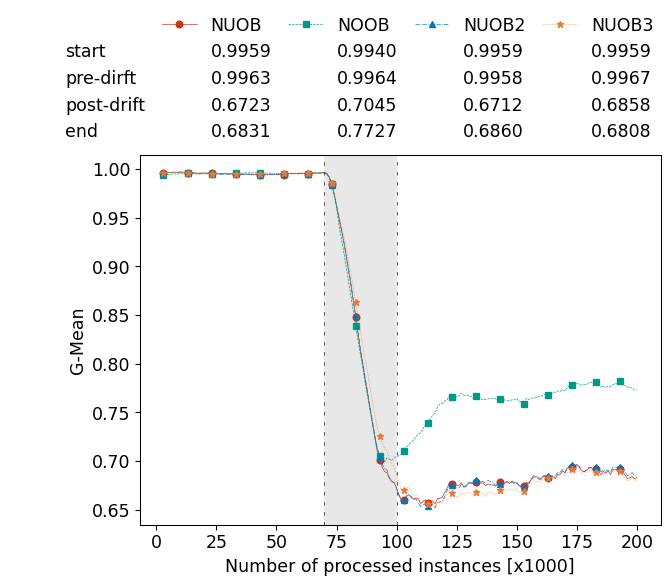 NUOB NOOB NUOB2 NUOB3
start 0.9959 0.9940 0.9959 0.9959
pre-dirft 0.9963 0.9964 0.9958 0.9967
post-drift 0.6723 0.7045 0.6712 0.6858
end 0.6831 0.7727 0.6860 0.6808
1.00
0.95
0.90
0.85
0.80
0.75
0.70
0.65
G-Mean
0 25 50 75 100 125 150 175 200
Number of processed instances [x1000]